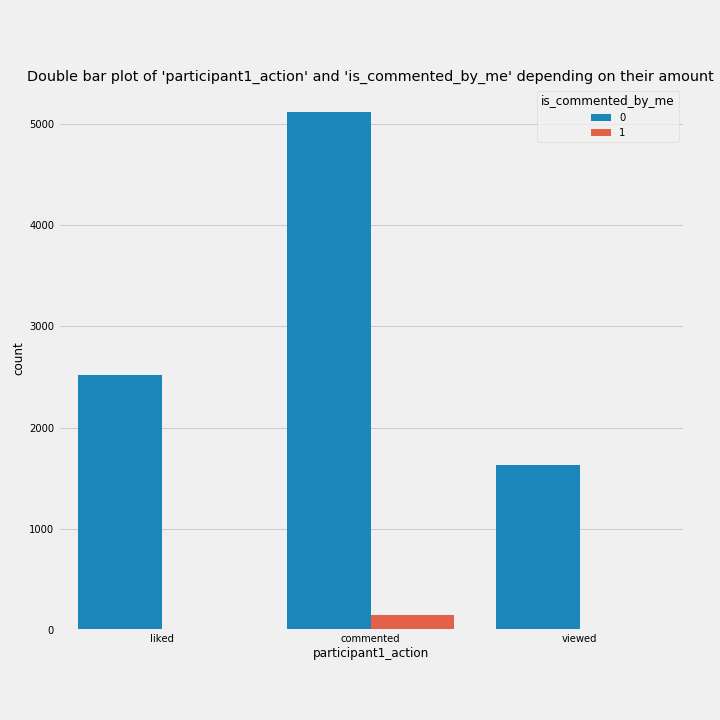 Double bar plot of 'participant1_action' and 'is_commented_by_me' depending on their amount
is_commented_by_me
0
1
5000
4000
3000
2000
1000
0
count
liked
commented
viewed
participant1_action